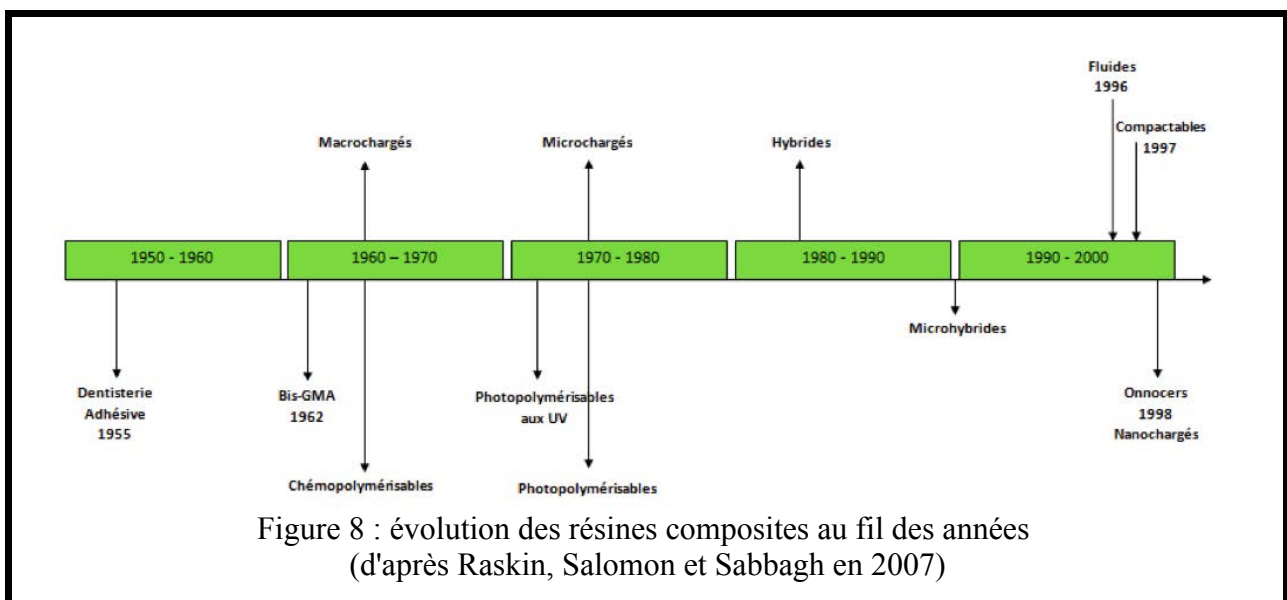 Fluides
1996
Compactables
1997
Macrochargés
Microchargés
Hybrides
1950 - 1960
1960 – 1970
1970 - 1980
1980 - 1990
1990 - 2000
Microhybrides
Dentisterie
Adhésive
1955
Bis-GMA
1962
Photopolymérisables
aux UV
Onnocers
1998
Nanochargés
Chémopolymérisables
Photopolymérisables
Figure 8 : évolution des résines composites au fil des années
(d'après Raskin, Salomon et Sabbagh en 2007)